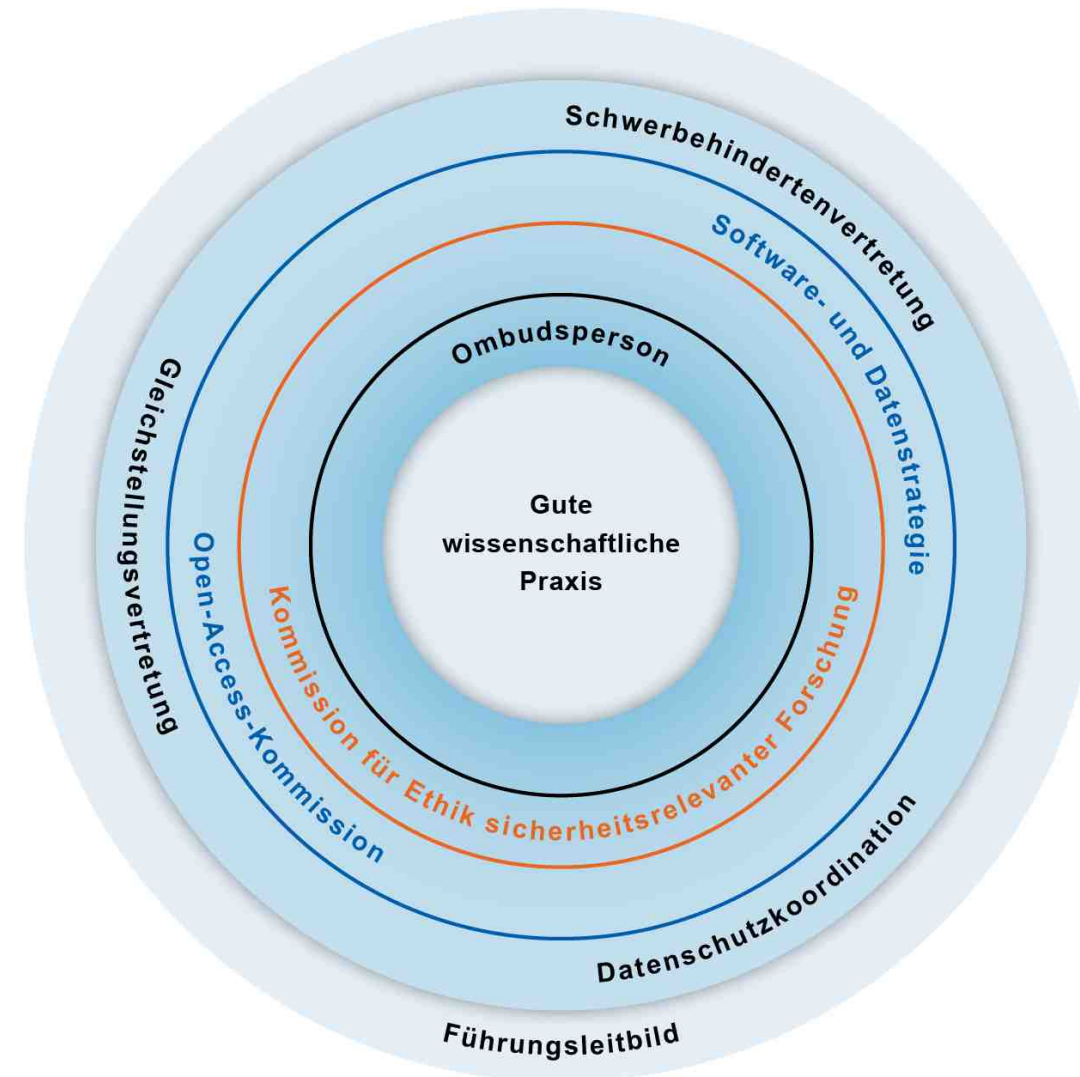 Schwerbehindertenvertretung
Software- und Datenstrategie
Ombudsperson
Gleichstellungsvertretung
Gute
wissenschaftliche
Praxis
Open-Access-Kommission
Kommission für Ethik sicherheitsrelevanter Forschung
Datenschutzkoordination
Führungsleitbild